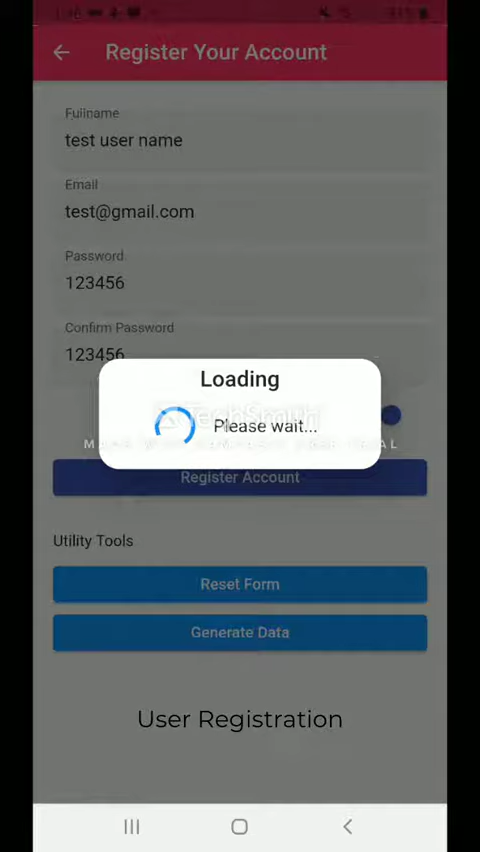 Register Your Account
Fullname
test user name
Email
test@gmail.com
Password
123456
Confirm Password
123456
Loading
TechSmith
Please wait...
Register Account
Utility Tools
Reset Form
Generate Data
User Registration